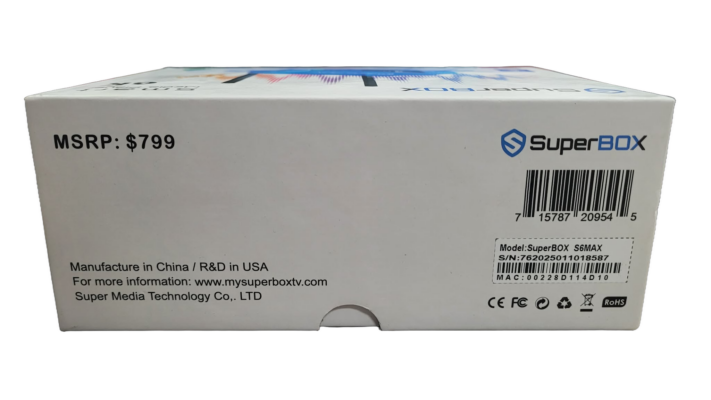 SuperBOX
MSRP: $799
SuperBOX
7 15787 20954 5
Model:SuperBOX S6MAX
S/N:762025011018587
MAC:00228D114D10
Manufacture in China / R&D in USA
For more information: www.mysuperboxtv.com
Super Media Technology Co,. LTD
CE FC RoHS